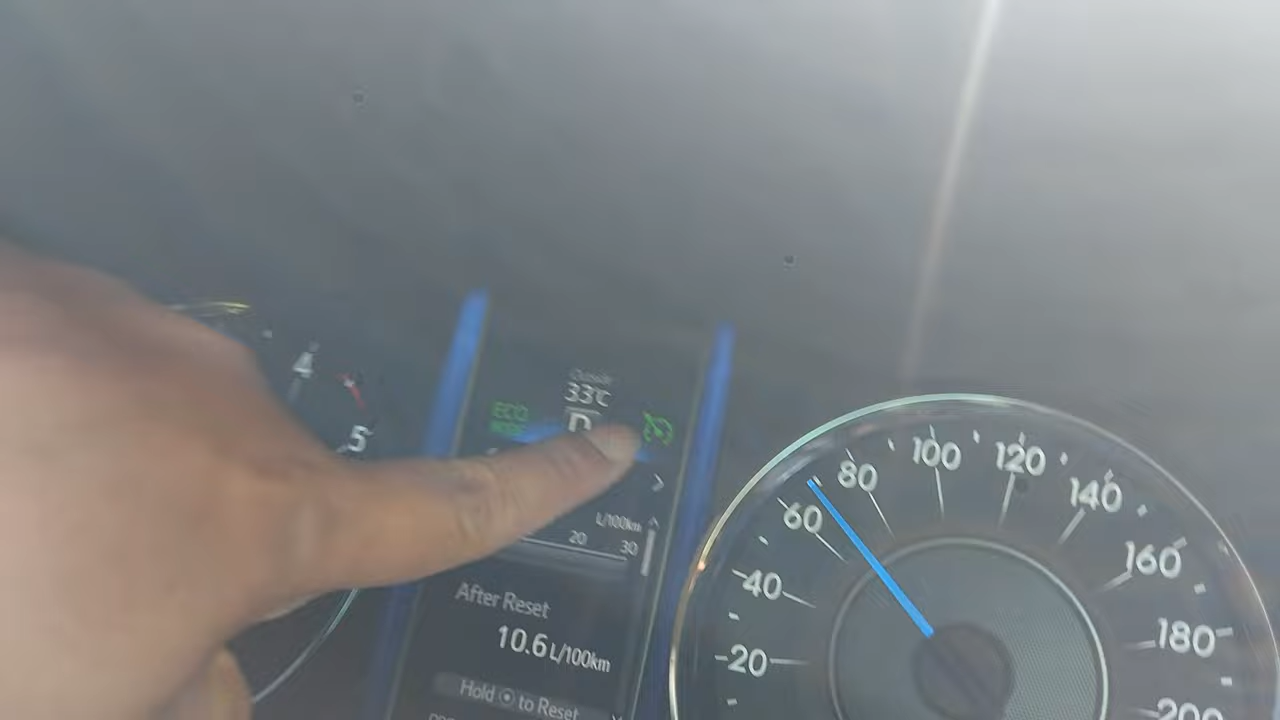 Outside
33°C
ECO
MODE
D
4
5
L/100km
20
30
After Reset
10.6 L/100km
Hold to Reset
20
40
60
80
100
120
140
160
180
200